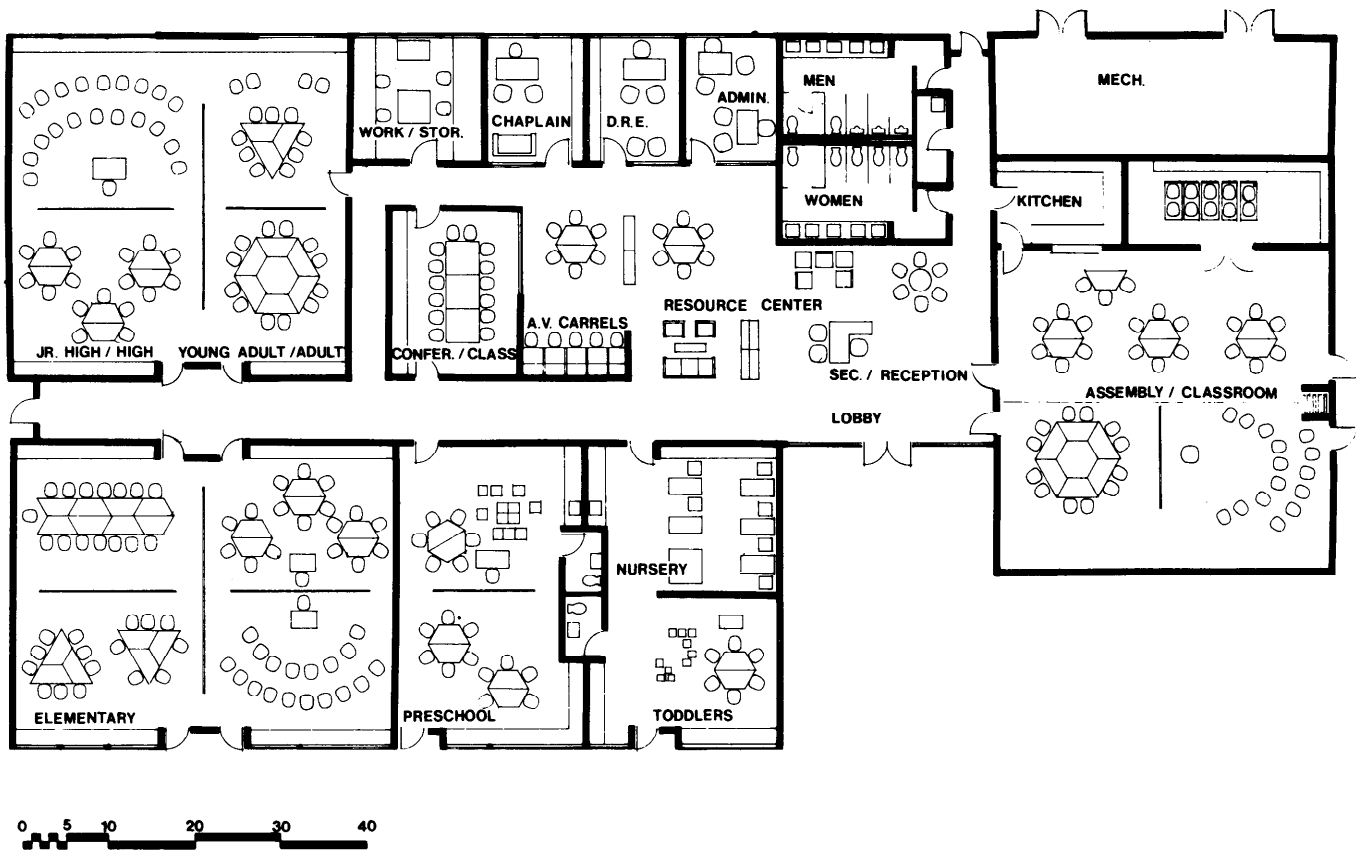 MECH.
MEN
ADMIN.
CHAPLAIN
D.R.E.
WORK / STOR.
WOMEN
KITCHEN
RESOURCE CENTER
A.V. CARRELS
JR. HIGH / HIGH
YOUNG ADULT / ADULT
CONFER. / CLASS
SEC. / RECEPTION
ASSEMBLY / CLASSROOM
LOBBY
NURSERY
ELEMENTARY
PRESCHOOL
TODDLERS
0 5 10 20 30 40